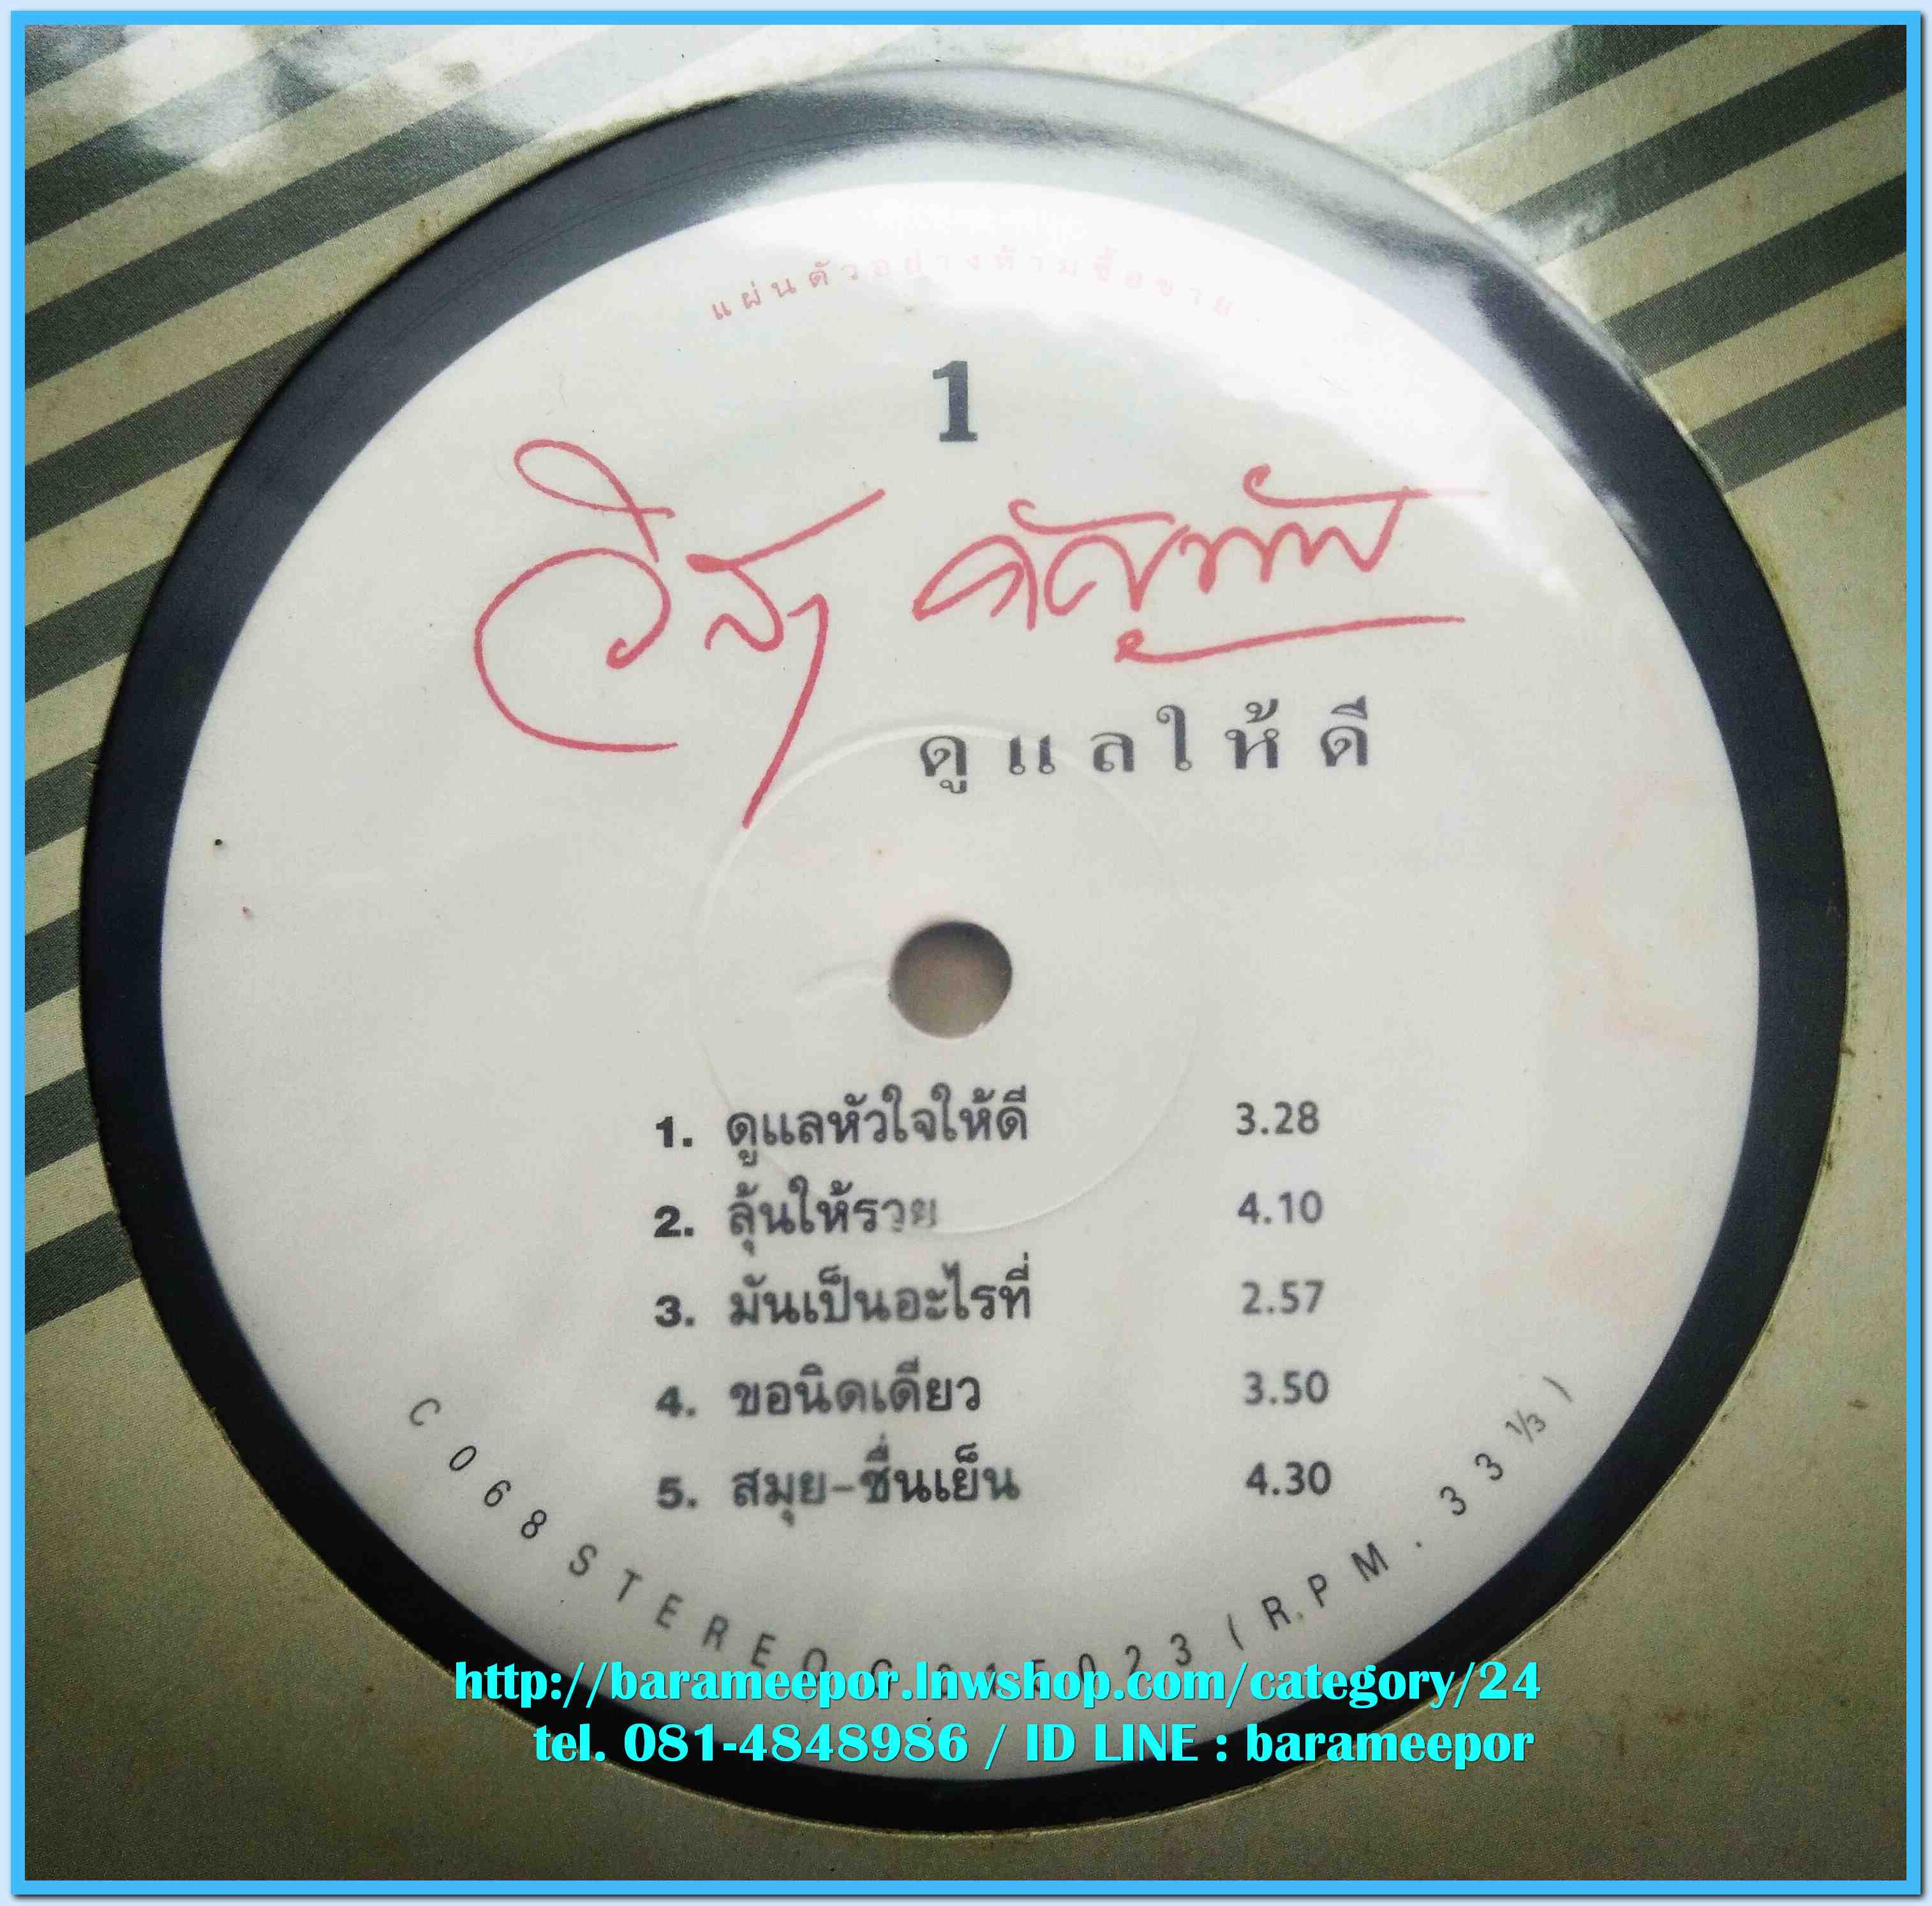 แผ่นตัวอย่างห้ามซื้อขาย
1
วิสา คัญทัพ
ดูแลให้ดี
1. ดูแลหัวใจให้ดี 3.28
2. ลุ้นให้รวย 4.10
3. มันเป็นอะไรที่ 2.57
4. ขอนิดเดียว 3.50
5. สมุย-ชื่นเย็น 4.30
C068 STEREO 023 (R.P M . 33 ⅓ )
http://barameepor.lnwshop.com/category/24
tel. 081-4848986 / ID LINE : barameepor